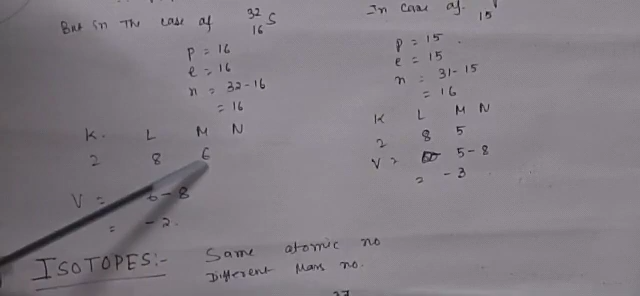 But in the case of 32 16 S
p = 16
e = 16
n = 32-16
= 16
K. L M N
2 8 6
V = 6-8
= -2.
In case of. 15
p = 15.
e = 15
n = 31-15
= 16
K L M N
2 8 5
V = 5-8
= -3
ISOTOPES:- Same atomic no
Different Mass no.
37